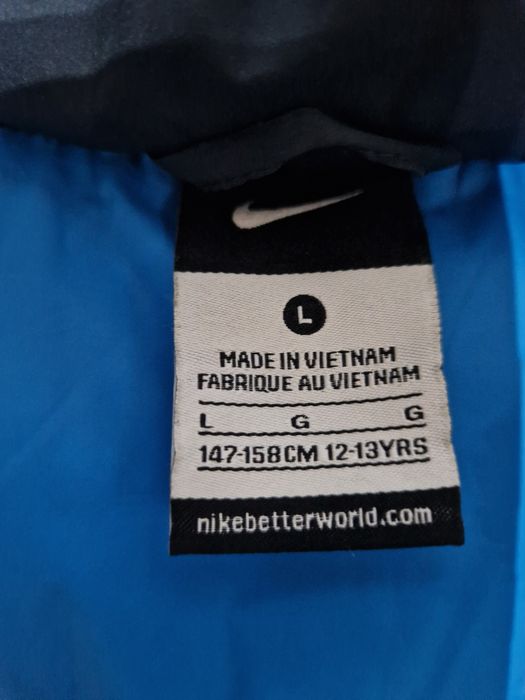 L
MADE IN VIETNAM
FABRIQUE AU VIETNAM
L G G
147-158CM 12-13YRS
nikebetterworld.com